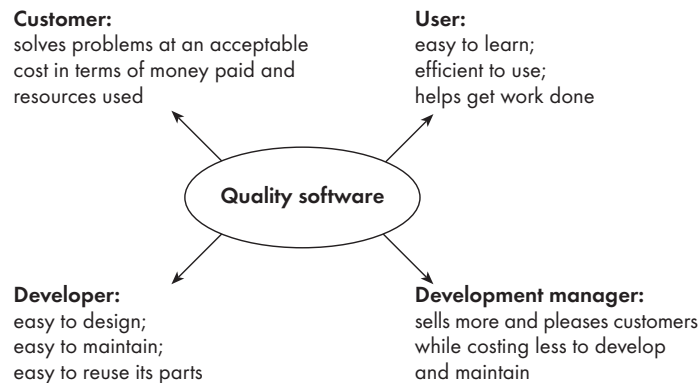 Customer:
solves problems at an acceptable
cost in terms of money paid and
resources used
User:
easy to learn;
efficient to use;
helps get work done
Quality software
Developer:
easy to design;
easy to maintain;
easy to reuse its parts
Development manager:
sells more and pleases customers
while costing less to develop
and maintain